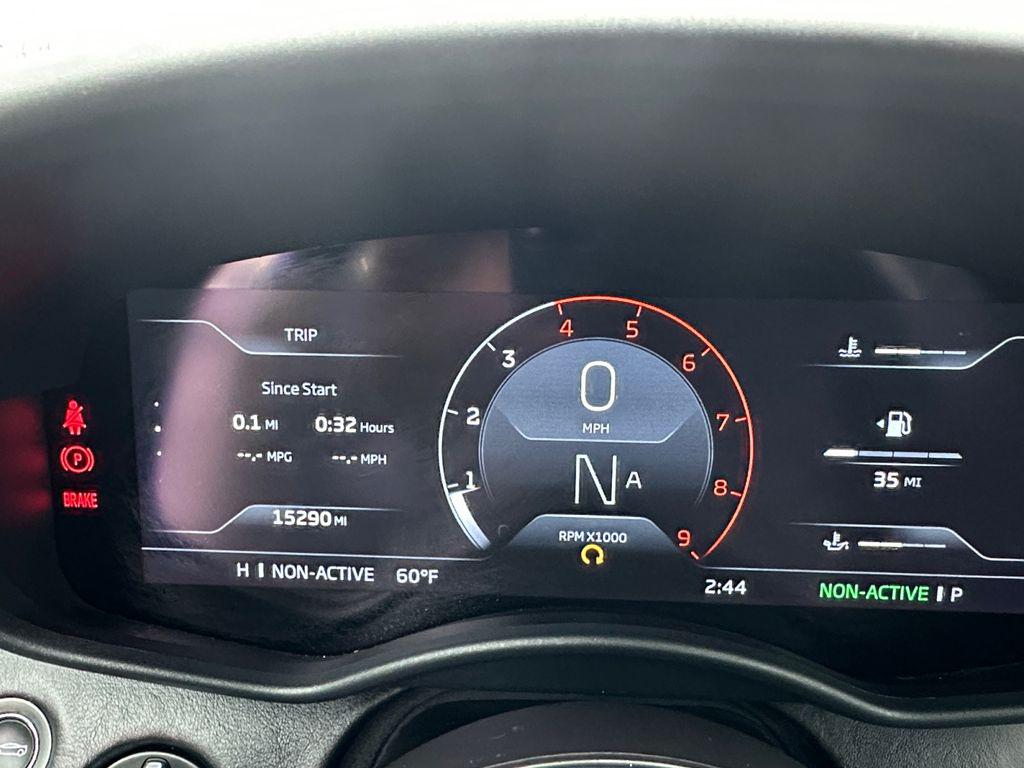 TRIP
Since Start
0.1 MI 0:32 Hours
--.- MPG --.- MPH
15290 MI
H NON-ACTIVE 60°F
BRAKE
P
0 1 2 3 4 5 6 7 8 9
0
MPH
N A
RPM X1000
2:44
35 MI
NON-ACTIVE P